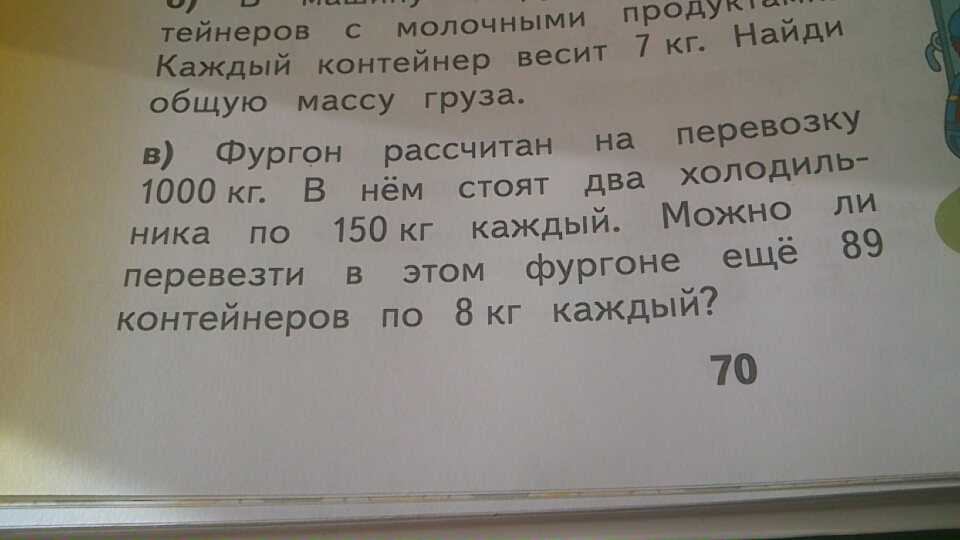 б) В машину
тейнеров с молочными продуктами.
Каждый контейнер весит 7 кг. Найди
общую массу груза.
в) Фургон рассчитан на перевозку
1000 кг. В нём стоят два холодиль-
ника по 150 кг каждый. Можно ли
перевезти в этом фургоне ещё 89
контейнеров по 8 кг каждый?
70